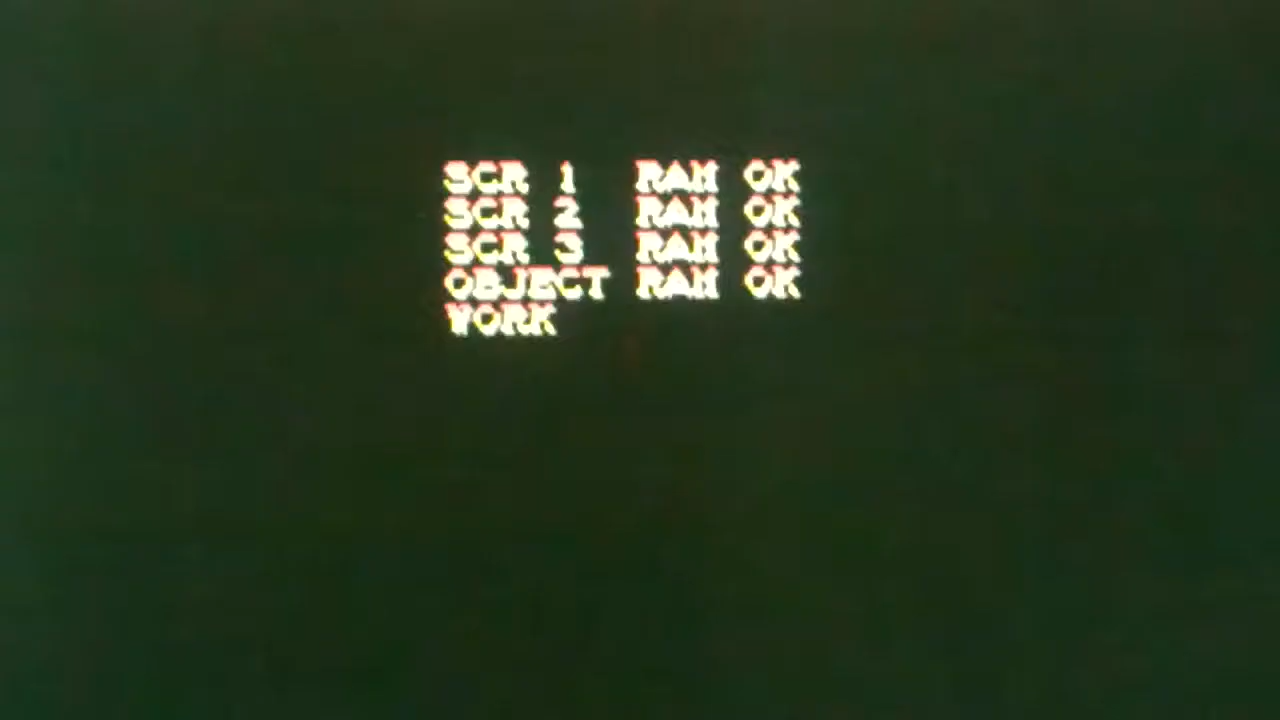 SCR 1 RAM OK
SCR 2 RAM OK
SCR 3 RAM OK
OBJECT RAM OK
WORK